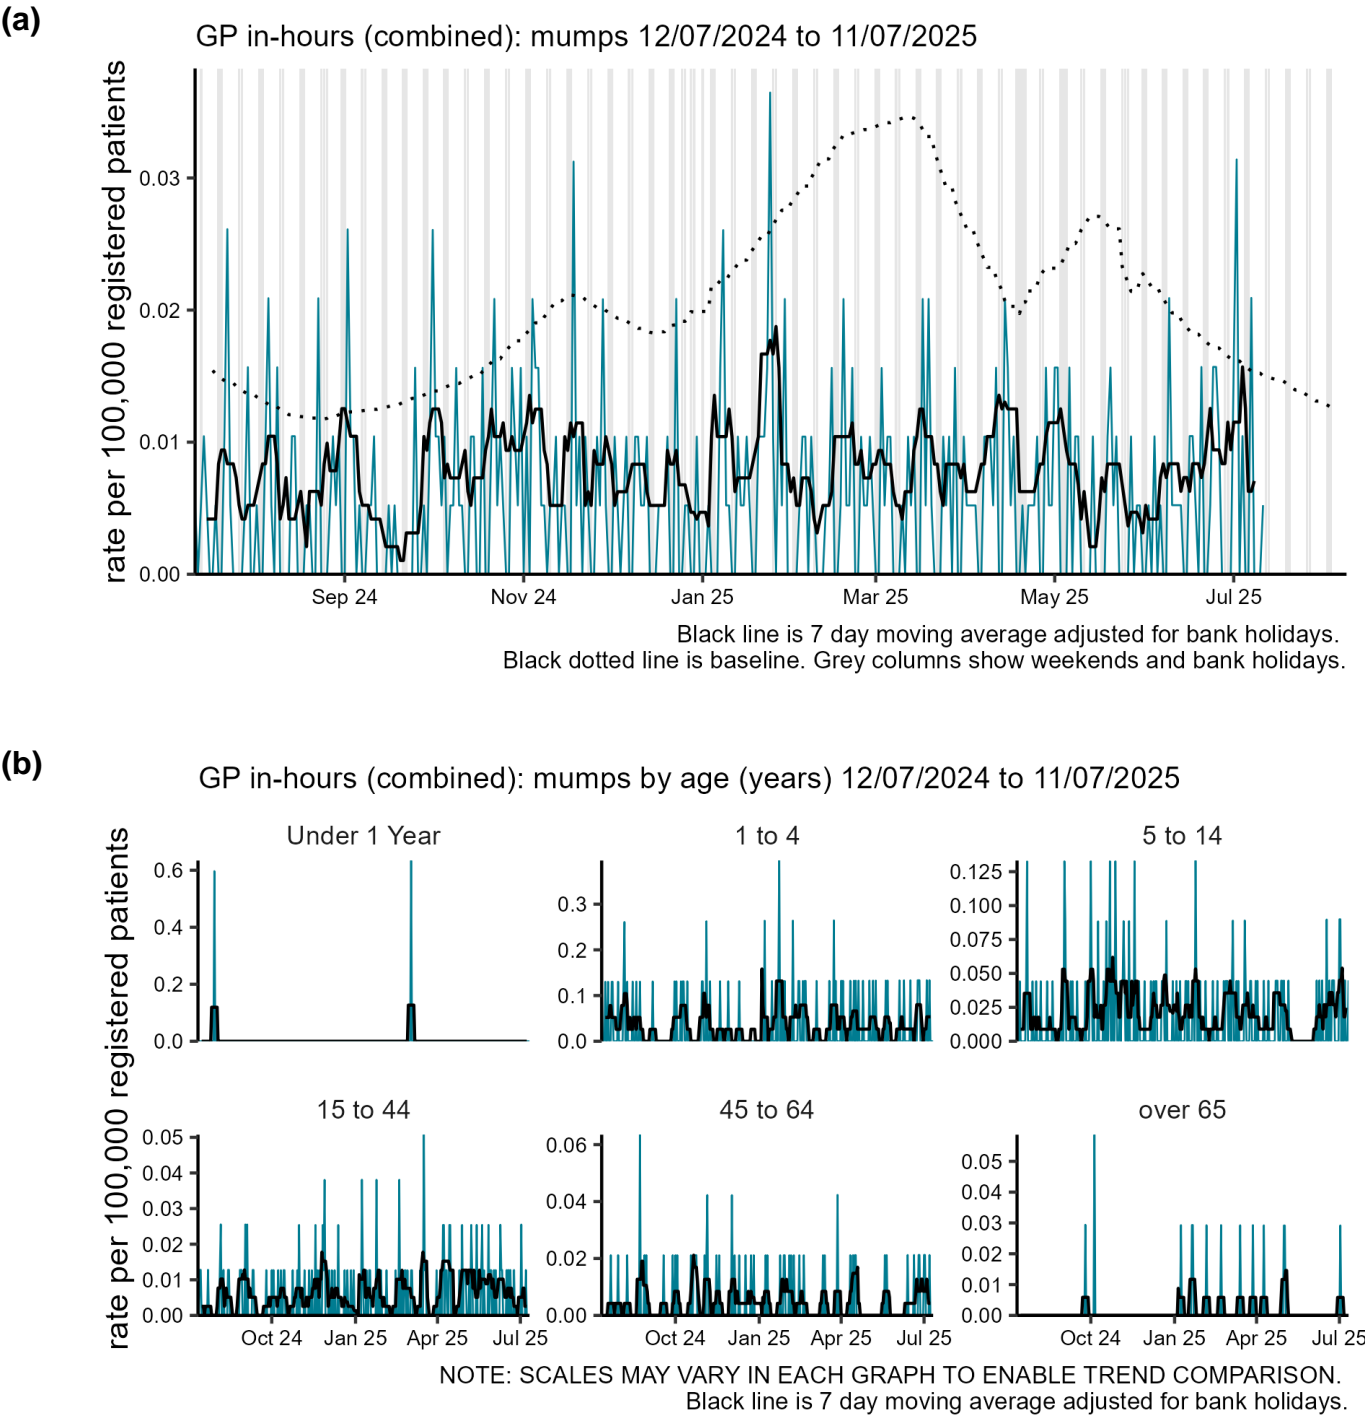 (a)
GP in-hours (combined): mumps 12/07/2024 to 11/07/2025
rate per 100,000 registered patients
0.03
0.02
0.01
0.00
Sep 24 Nov 24 Jan 25 Mar 25 May 25 Jul 25
Black line is 7 day moving average adjusted for bank holidays.
Black dotted line is baseline. Grey columns show weekends and bank holidays.
(b)
GP in-hours (combined): mumps by age (years) 12/07/2024 to 11/07/2025
rate per 100,000 registered patients
Under 1 Year
0.6
0.4
0.2
0.0
1 to 4
0.3
0.2
0.1
0.0
5 to 14
0.125
0.100
0.075
0.050
0.025
0.000
15 to 44
0.05
0.04
0.03
0.02
0.01
0.00
Oct 24 Jan 25 Apr 25 Jul 25
45 to 64
0.06
0.04
0.02
0.00
Oct 24 Jan 25 Apr 25 Jul 25
over 65
0.05
0.04
0.03
0.02
0.01
0.00
Oct 24 Jan 25 Apr 25 Jul 25
NOTE: SCALES MAY VARY IN EACH GRAPH TO ENABLE TREND COMPARISON.
Black line is 7 day moving average adjusted for bank holidays.